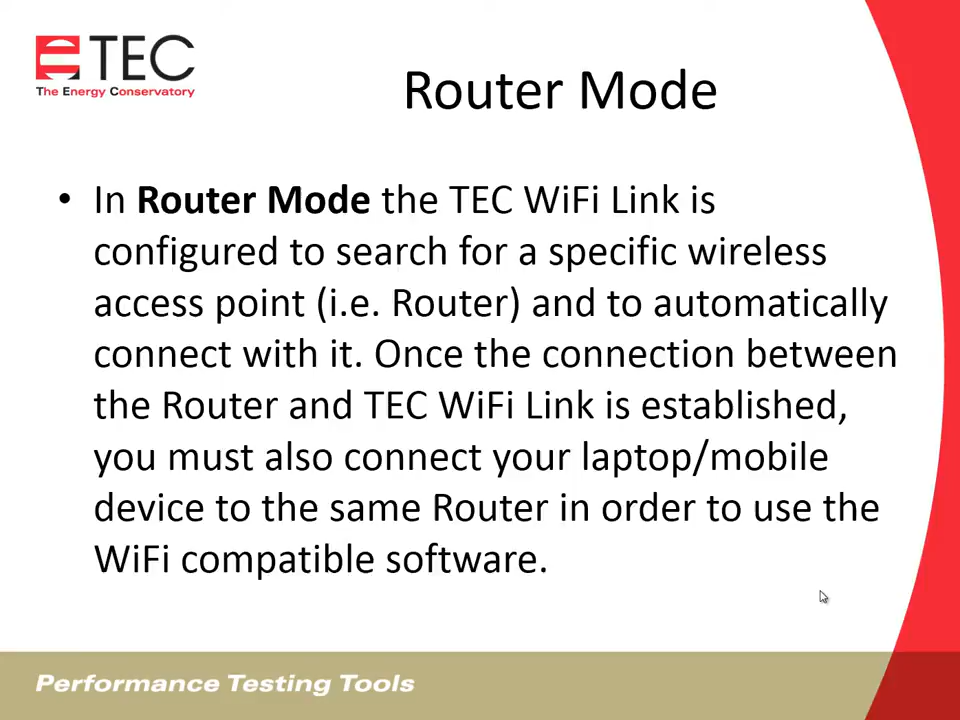 TEC
The Energy Conservatory
Router Mode
• In Router Mode the TEC WiFi Link is
configured to search for a specific wireless
access point (i.e. Router) and to automatically
connect with it. Once the connection between
the Router and TEC WiFi Link is established,
you must also connect your laptop/mobile
device to the same Router in order to use the
WiFi compatible software.
Performance Testing Tools